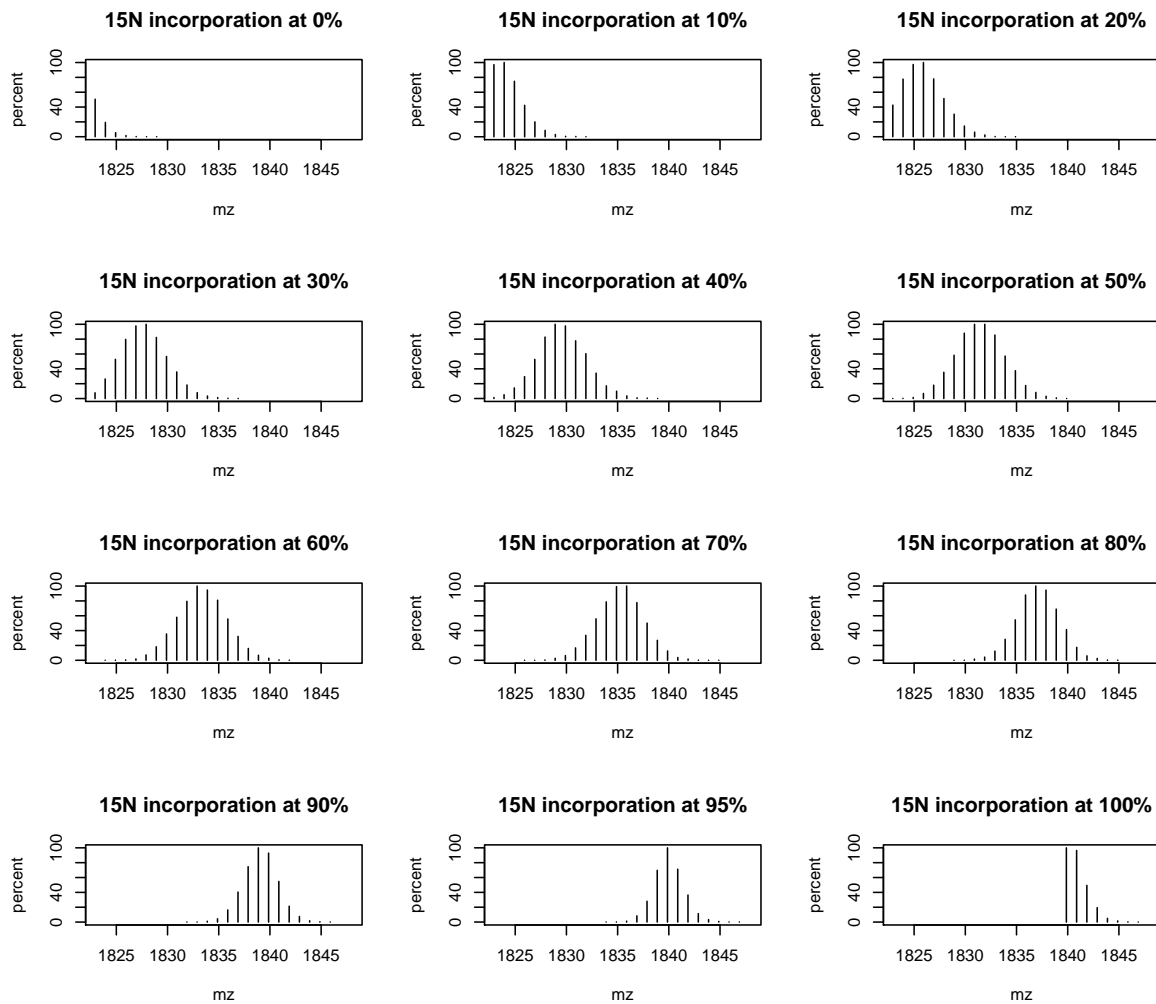 15N incorporation at 0%
percent
0 40 100
1825 1830 1835 1840 1845
mz
15N incorporation at 10%
percent
0 40 100
1825 1830 1835 1840 1845
mz
15N incorporation at 20%
percent
0 40 100
1825 1830 1835 1840 1845
mz
15N incorporation at 30%
percent
0 40 100
1825 1830 1835 1840 1845
mz
15N incorporation at 40%
percent
0 40 100
1825 1830 1835 1840 1845
mz
15N incorporation at 50%
percent
0 40 100
1825 1830 1835 1840 1845
mz
15N incorporation at 60%
percent
0 40 100
1825 1830 1835 1840 1845
mz
15N incorporation at 70%
percent
0 40 100
1825 1830 1835 1840 1845
mz
15N incorporation at 80%
percent
0 40 100
1825 1830 1835 1840 1845
mz
15N incorporation at 90%
percent
0 40 100
1825 1830 1835 1840 1845
mz
15N incorporation at 95%
percent
0 40 100
1825 1830 1835 1840 1845
mz
15N incorporation at 100%
percent
0 40 100
1825 1830 1835 1840 1845
mz